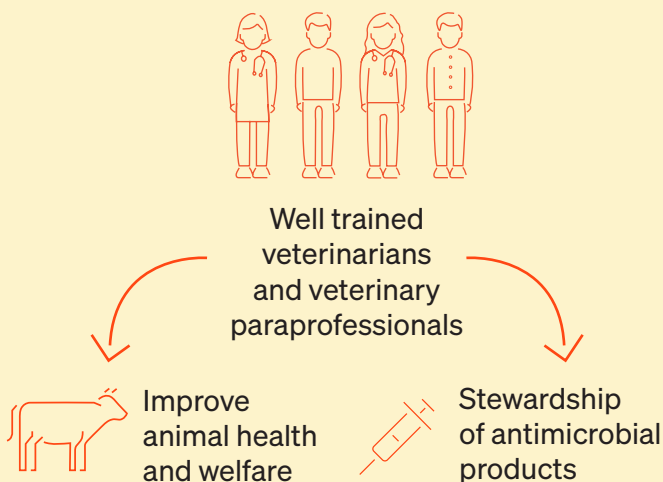 Well trained
veterinarians
and veterinary
paraprofessionals
Improve
animal health
and welfare
Stewardship
of antimicrobial
products